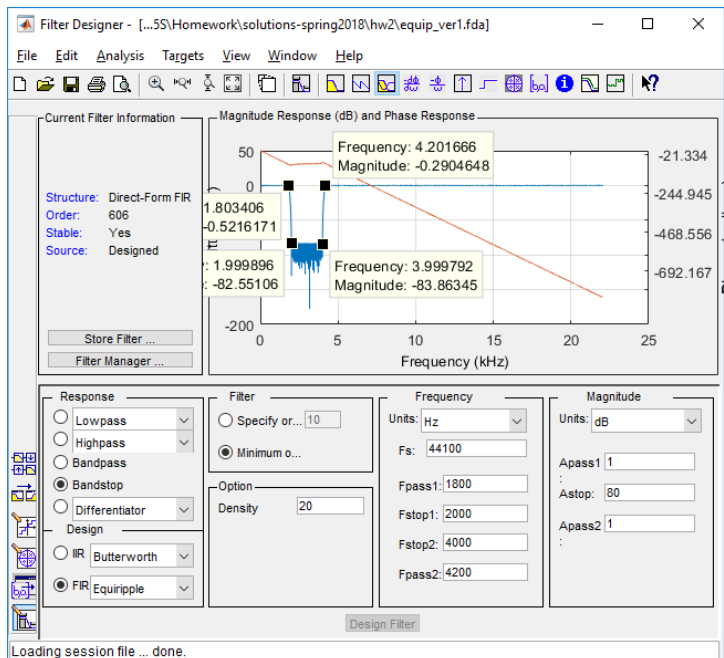 Filter Designer - [...5S\Homework\solutions-spring2018\hw2\equip_ver1.fda]
File Edit Analysis Targets View Window Help
Current Filter Information
Structure: Direct-Form FIR
Order: 606
Stable: Yes
Source: Designed
Store Filter ...
Filter Manager ...
Magnitude Response (dB) and Phase Response
Frequency: 4.201666
Magnitude: -0.2904648
1.803406
-0.5216171
: 1.999896
: -82.55106
Frequency: 3.999792
Magnitude: -83.86345
50
0
-200
-21.334
-244.945
-468.556
-692.167
0 5 10 15 20 25
Frequency (kHz)
Response
Lowpass
Highpass
Bandpass
Bandstop
Differentiator
Design
IIR Butterworth
FIR Equiripple
Filter
Specify or... 10
Minimum o...
Option
Density 20
Frequency
Units: Hz
Fs: 44100
Fpass1: 1800
Fstop1: 2000
Fstop2: 4000
Fpass2: 4200
Magnitude
Units: dB
Apass1 1
:
Astop: 80
Apass2 1
:
Design Filter
Loading session file ... done.